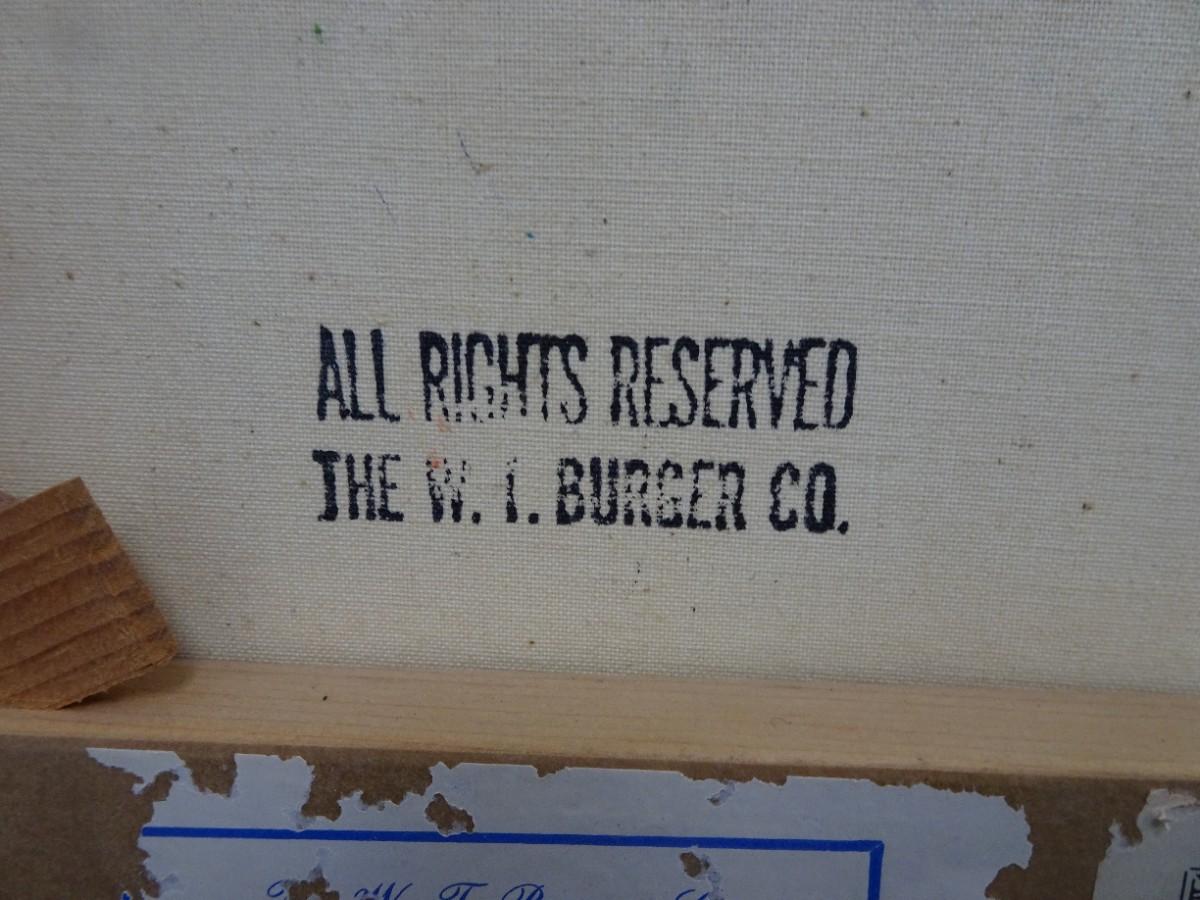 ALL RIGHTS RESERVED
THE W. T. BURGER CO.
W. T.